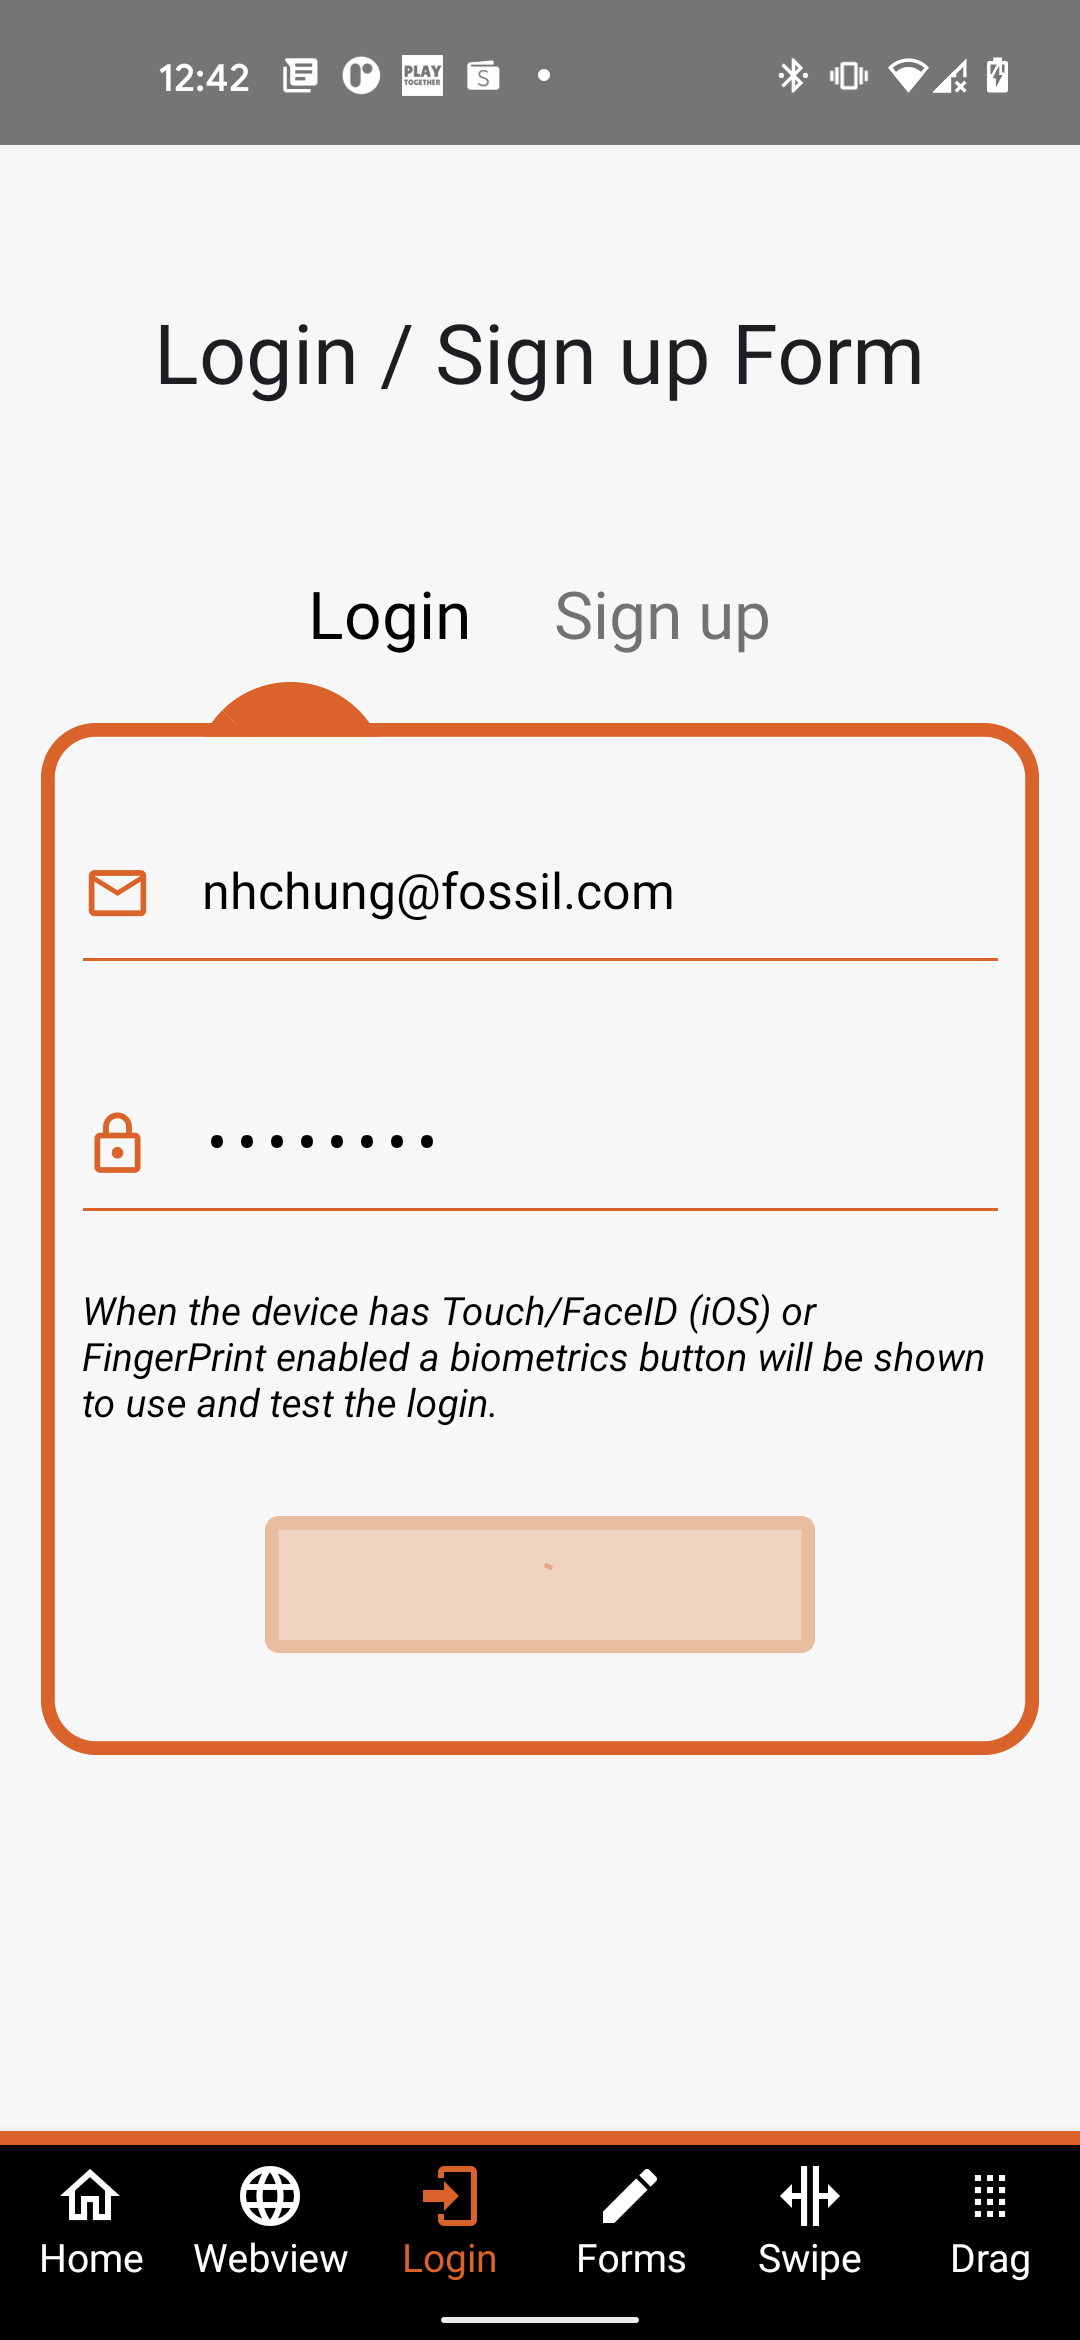 12:42
PLAY
TOGETHER
S
Login / Sign up Form
Login Sign up
nhchung@fossil.com
••••••••
When the device has Touch/FaceID (iOS) or
FingerPrint enabled a biometrics button will be shown
to use and test the login.
Home Webview Login Forms Swipe Drag